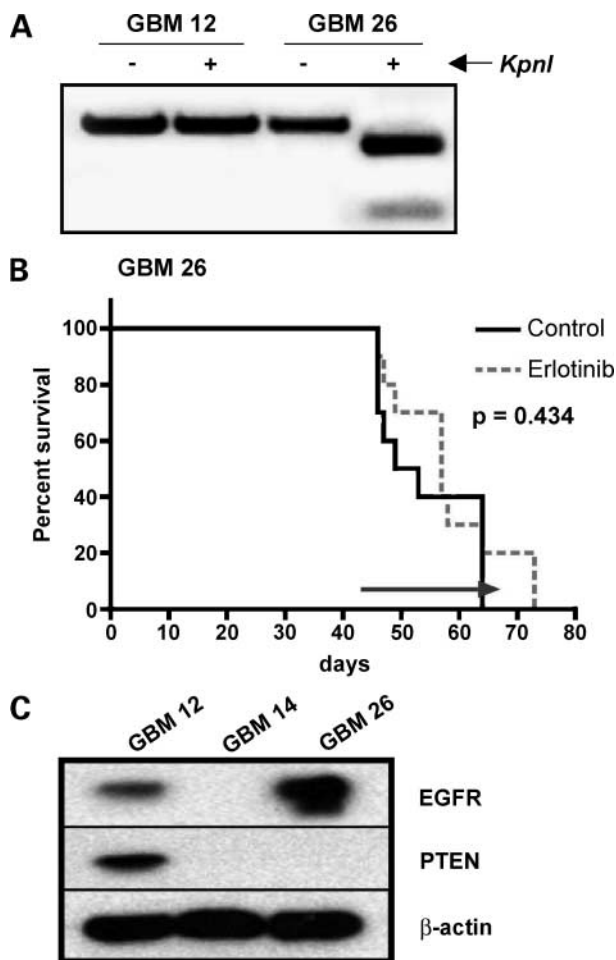 A
GBM 12 GBM 26
- + - + KpnI
B
GBM 26
Percent survival
100
80
60
40
20
0
Control
Erlotinib
p = 0.434
0 10 20 30 40 50 60 70 80
days
C
GBM 12 GBM 14 GBM 26
EGFR
PTEN
β-actin